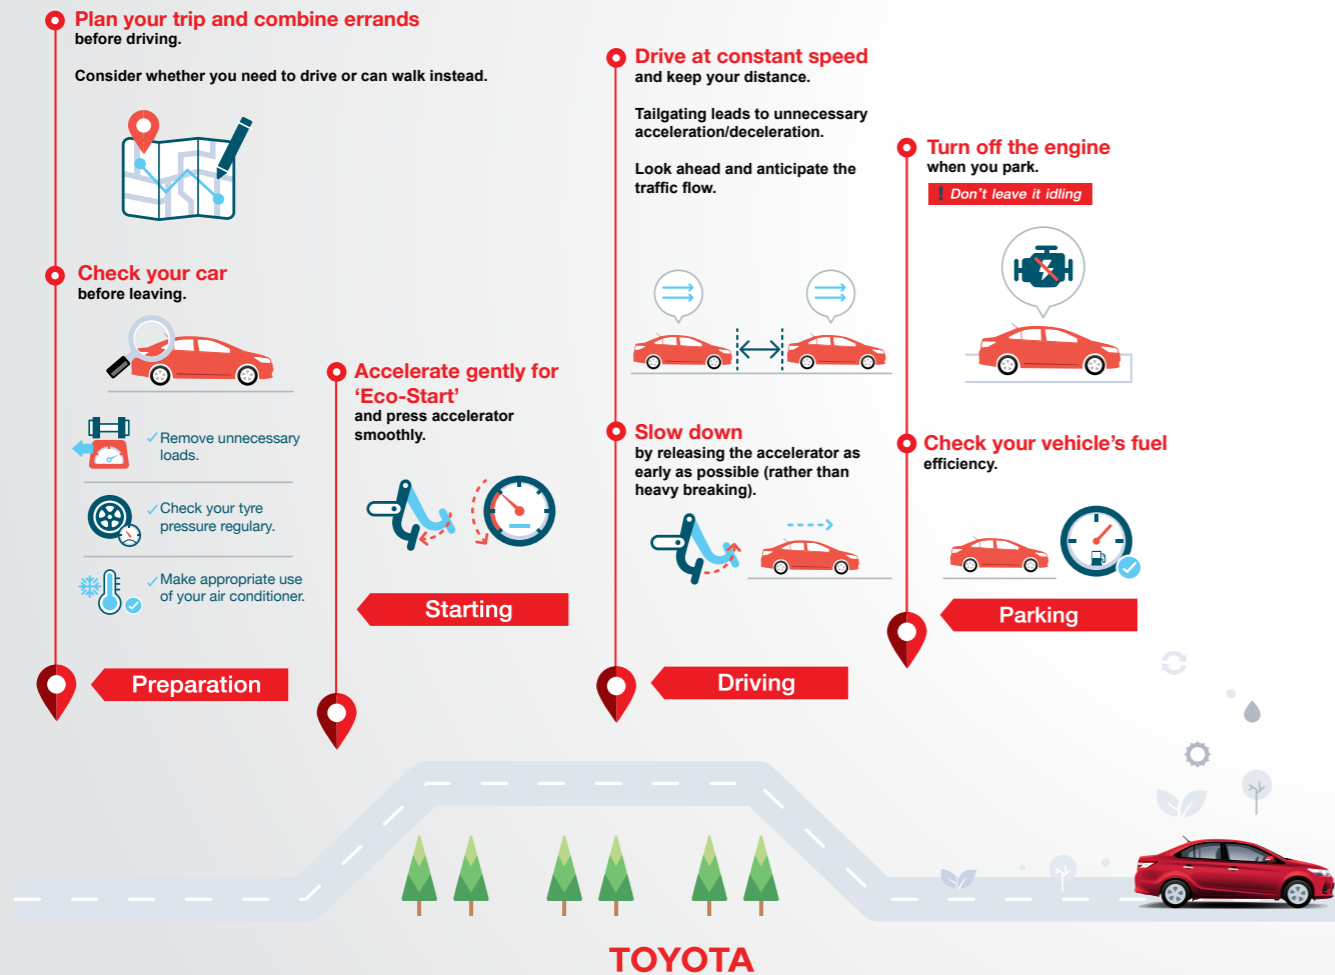 Plan your trip and combine errands
before driving.
Consider whether you need to drive or can walk instead.
Check your car
before leaving.
Remove unnecessary
loads.
Check your tyre
pressure regulary.
Make appropriate use
of your air conditioner.
Preparation
Accelerate gently for
‘Eco-Start’
and press accelerator
smoothly.
Starting
Drive at constant speed
and keep your distance.
Tailgating leads to unnecessary
acceleration/deceleration.
Look ahead and anticipate the
traffic flow.
Slow down
by releasing the accelerator as
early as possible (rather than
heavy breaking).
Driving
Turn off the engine
when you park.
! Don’t leave it idling
Check your vehicle’s fuel
efficiency.
Parking
TOYOTA